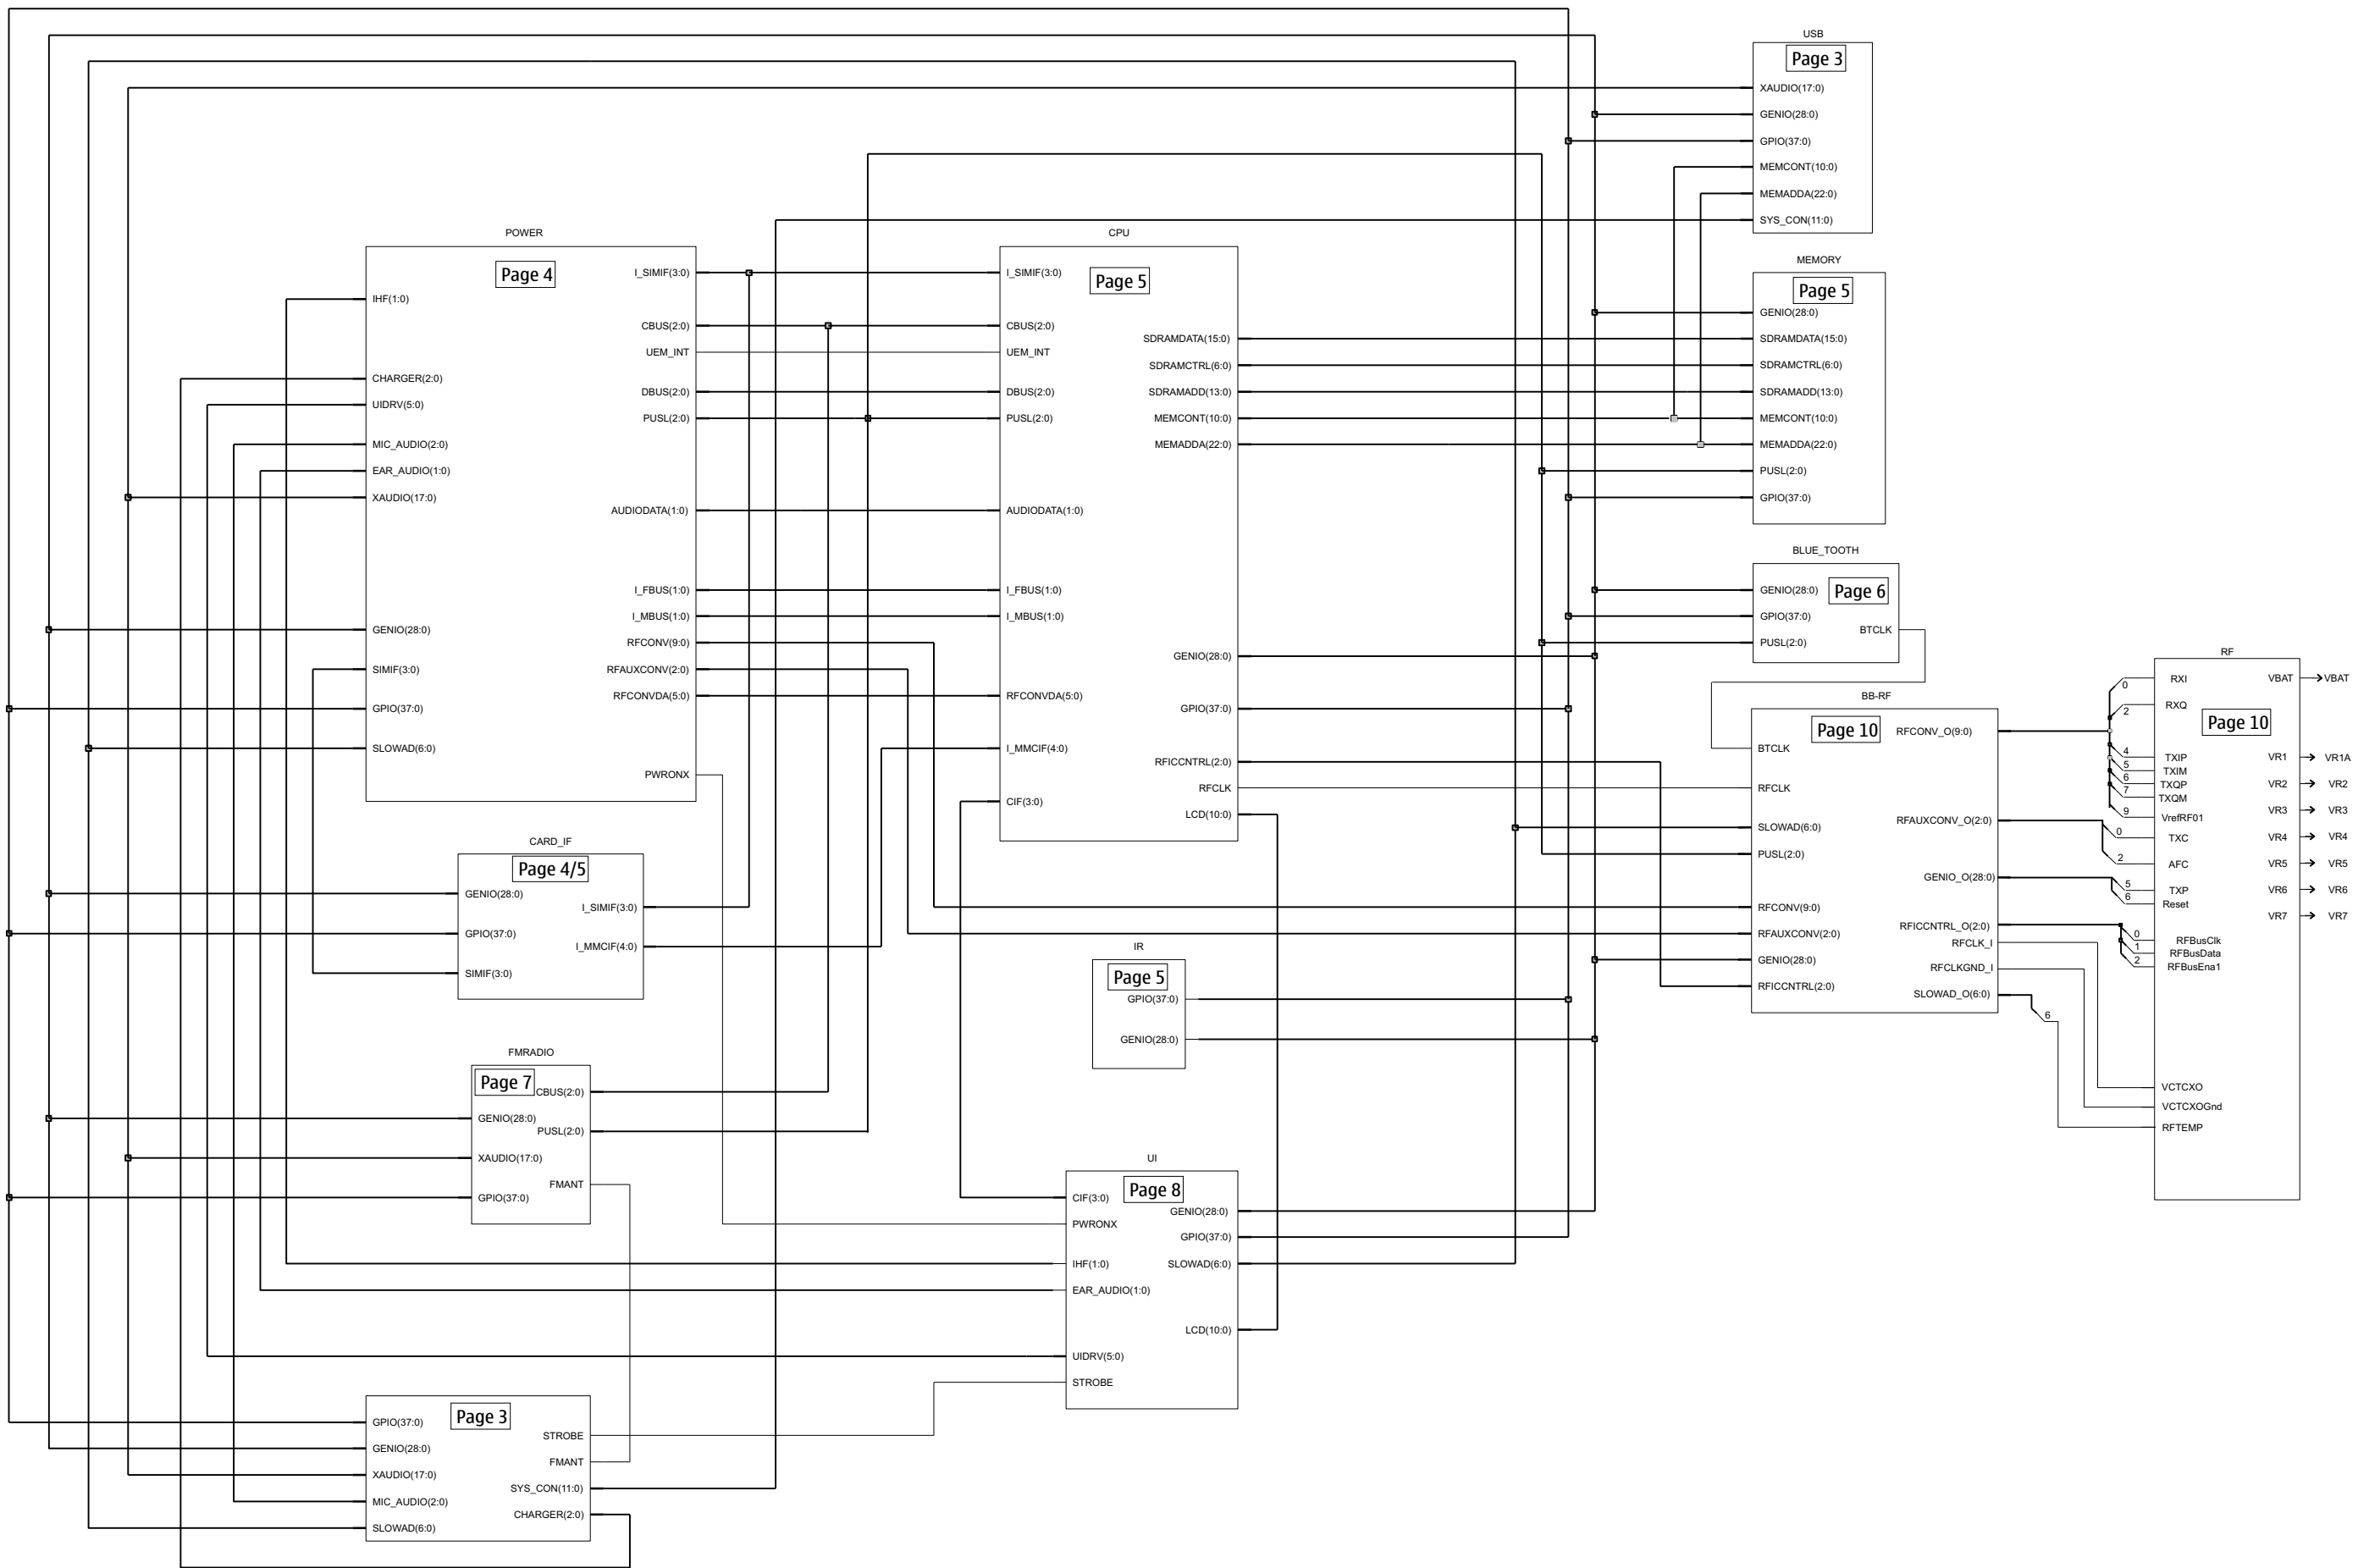 USB
Page 3
XAUDIO(17:0)
GENIO(28:0)
GPIO(37:0)
MEMCONT(10:0)
MEMADDA(22:0)
SYS_CON(11:0)
POWER
Page 4
I_SIMIF(3:0)
IHF(1:0)
CBUS(2:0)
UEM_INT
CHARGER(2:0)
DBUS(2:0)
UIDRV(5:0)
PUSL(2:0)
MIC_AUDIO(2:0)
EAR_AUDIO(1:0)
XAUDIO(17:0)
AUDIODATA(1:0)
I_FBUS(1:0)
I_MBUS(1:0)
GENIO(28:0)
RFCONV(9:0)
SIMIF(3:0)
RFAUXCONV(2:0)
RFCONVDA(5:0)
GPIO(37:0)
SLOWAD(6:0)
PWRONX
CPU
Page 5
I_SIMIF(3:0)
CBUS(2:0)
SDRAMDATA(15:0)
UEM_INT
SDRAMCTRL(6:0)
DBUS(2:0)
SDRAMADD(13:0)
PUSL(2:0)
MEMCONT(10:0)
MEMADDA(22:0)
AUDIODATA(1:0)
I_FBUS(1:0)
I_MBUS(1:0)
GENIO(28:0)
RFCONVDA(5:0)
GPIO(37:0)
I_MMCIF(4:0)
RFICCNTRL(2:0)
RFCLK
CIF(3:0)
LCD(10:0)
MEMORY
Page 5
GENIO(28:0)
SDRAMDATA(15:0)
SDRAMCTRL(6:0)
SDRAMADD(13:0)
MEMCONT(10:0)
MEMADDA(22:0)
PUSL(2:0)
GPIO(37:0)
BLUE_TOOTH
GENIO(28:0)
Page 6
GPIO(37:0)
BTCLK
PUSL(2:0)
BB-RF
Page 10
RFCONV_O(9:0)
BTCLK
RFCLK
RFAUXCONV_O(2:0)
SLOWAD(6:0)
PUSL(2:0)
GENIO_O(28:0)
RFCONV(9:0)
RFICCNTRL_O(2:0)
RFAUXCONV(2:0)
RFCLK_I
GENIO(28:0)
RFCLKGND_I
RFICCNTRL(2:0)
SLOWAD_O(6:0)
RF
0 RXI VBAT VBAT
2 RXQ
Page 10
4 TXIP VR1 VR1A
5 TXIM
6 TXQP VR2 VR2
7 TXQM
9 VrefRF01 VR3 VR3
0 TXC VR4 VR4
2 AFC VR5 VR5
5 TXP VR6 VR6
6 Reset
VR7 VR7
0 RFBusClk
1 RFBusData
2 RFBusEna1
6
VCTCXO
VCTCXOGnd
RFTEMP
CARD_IF
Page 4/5
GENIO(28:0)
I_SIMIF(3:0)
GPIO(37:0)
I_MMCIF(4:0)
SIMIF(3:0)
IR
Page 5
GPIO(37:0)
GENIO(28:0)
FMRADIO
Page 7
CBUS(2:0)
GENIO(28:0)
PUSL(2:0)
XAUDIO(17:0)
FMANT
GPIO(37:0)
UI
Page 8
CIF(3:0)
GENIO(28:0)
PWRONX
GPIO(37:0)
IHF(1:0)
SLOWAD(6:0)
EAR_AUDIO(1:0)
LCD(10:0)
UIDRV(5:0)
STROBE
Page 3
GPIO(37:0)
STROBE
GENIO(28:0)
FMANT
XAUDIO(17:0)
SYS_CON(11:0)
MIC_AUDIO(2:0)
CHARGER(2:0)
SLOWAD(6:0)